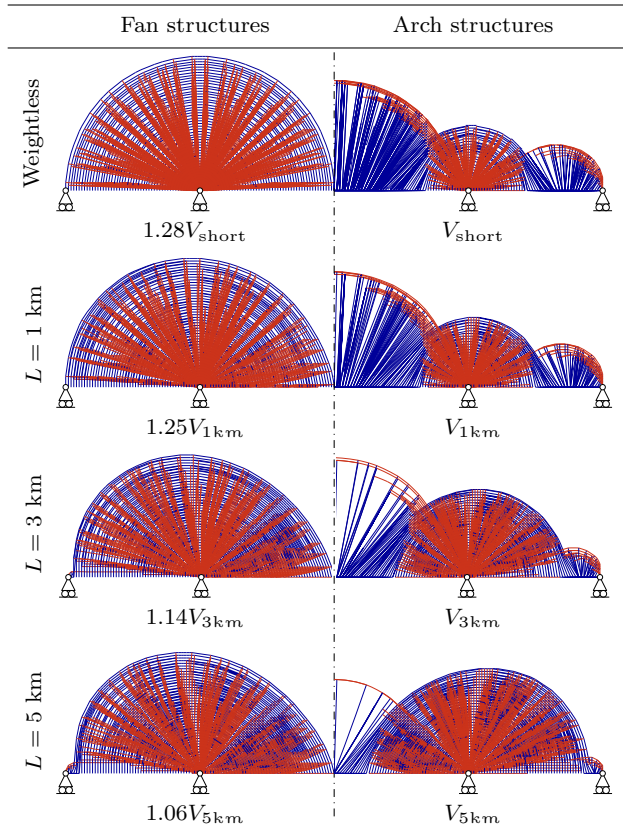 Fan structures Arch structures
Weightless
1.28V_short V_short
L = 1 km
1.25V_1km V_1km
L = 3 km
1.14V_3km V_3km
L = 5 km
1.06V_5km V_5km